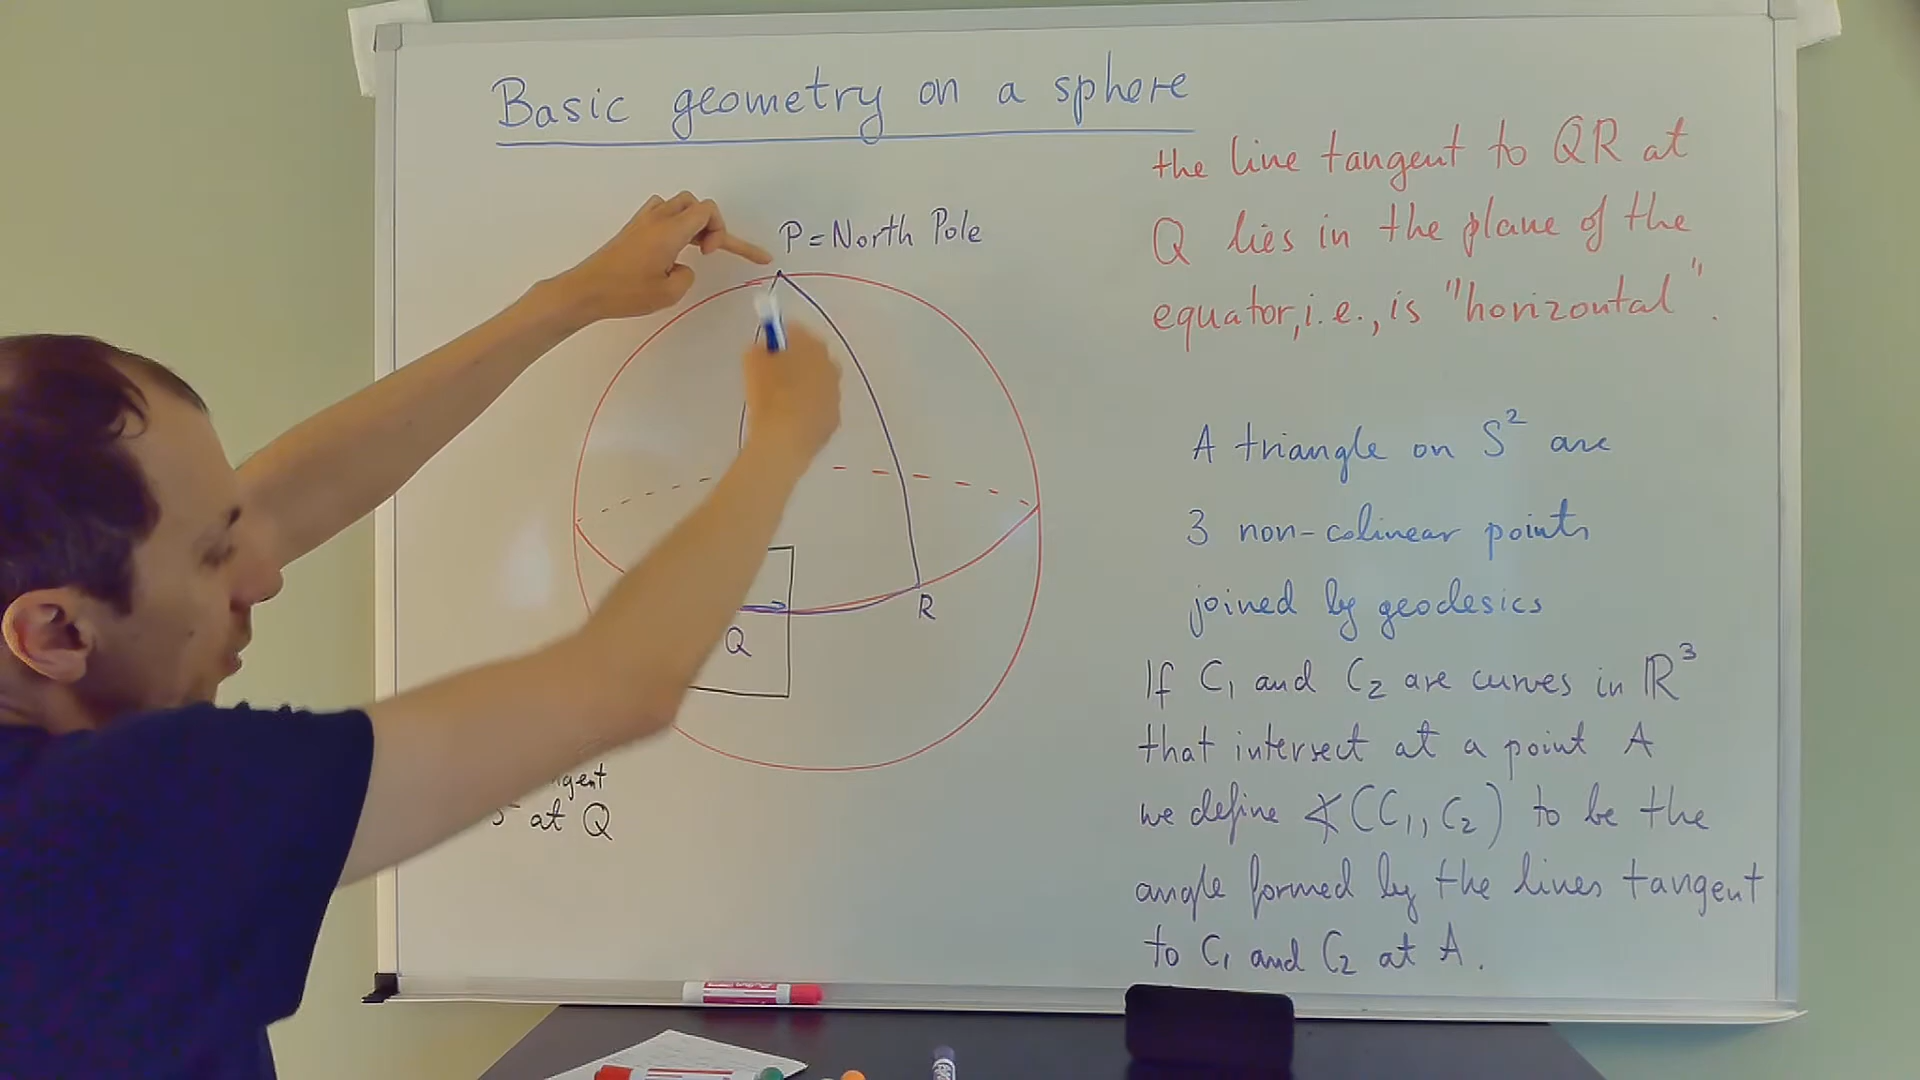 Basic geometry on a sphere
P = North Pole
Q
R
at Q
the line tangent to QR at
Q lies in the plane of the
equator, i.e., is "horizontal".
A triangle on S² are
3 non-colinear points
joined by geodesics
If C₁ and C₂ are curves in ℝ³
that intersect at a point A
we define ∢(C₁, C₂) to be the
angle formed by the lines tangent
to C₁ and C₂ at A.